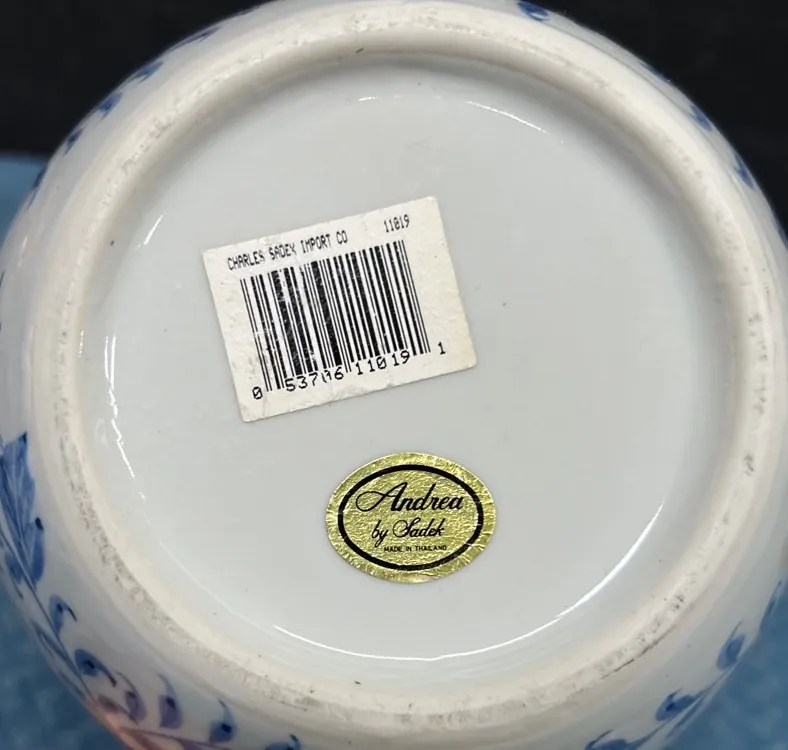 CHARLES SADEK IMPORT CO 11019
0 53706 11019 1
Andrea
by Sadek
MADE IN THAILAND